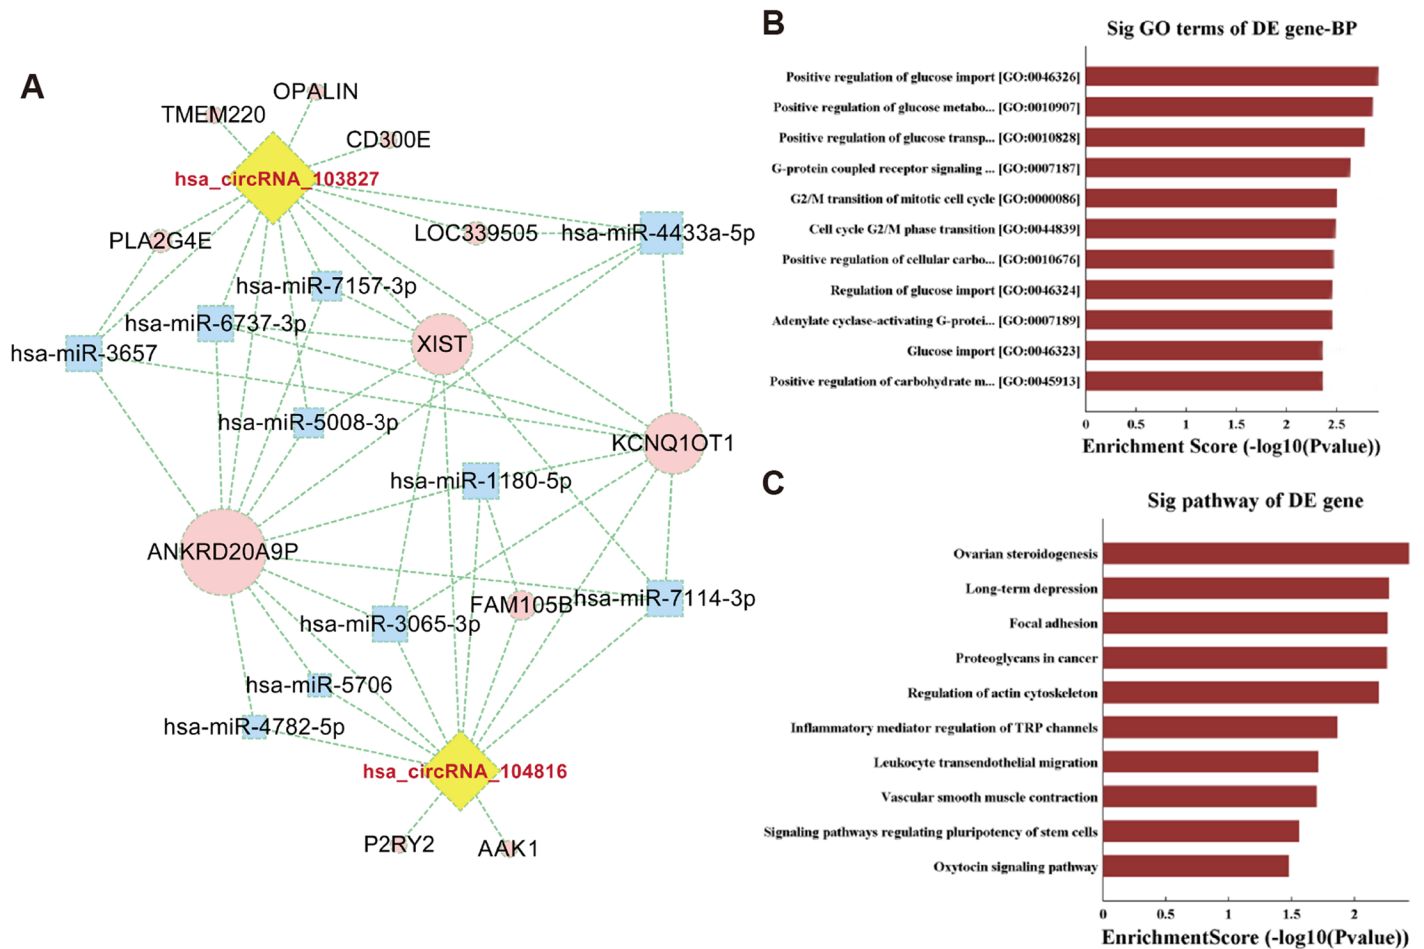 A
OPALIN
TMEM220
CD300E
hsa_circRNA_103827
PLA2G4E
LOC339505
hsa-miR-4433a-5p
hsa-miR-7157-3p
hsa-miR-6737-3p
XIST
hsa-miR-3657
hsa-miR-5008-3p
KCNQ1OT1
hsa-miR-1180-5p
ANKRD20A9P
FAM105B
hsa-miR-7114-3p
hsa-miR-3065-3p
hsa-miR-5706
hsa-miR-4782-5p
hsa_circRNA_104816
P2RY2
AAK1
B
Sig GO terms of DE gene-BP
Positive regulation of glucose import [GO:0046326]
Positive regulation of glucose metabo... [GO:0010907]
Positive regulation of glucose transp... [GO:0010828]
G-protein coupled receptor signaling ... [GO:0007187]
G2/M transition of mitotic cell cycle [GO:0000086]
Cell cycle G2/M phase transition [GO:0044839]
Positive regulation of cellular carbo... [GO:0010676]
Regulation of glucose import [GO:0046324]
Adenylate cyclase-activating G-protei... [GO:0007189]
Glucose import [GO:0046323]
Positive regulation of carbohydrate m... [GO:0045913]
0 0.5 1 1.5 2 2.5
Enrichment Score (-log10(Pvalue))
C
Sig pathway of DE gene
Ovarian steroidogenesis
Long-term depression
Focal adhesion
Proteoglycans in cancer
Regulation of actin cytoskeleton
Inflammatory mediator regulation of TRP channels
Leukocyte transendothelial migration
Vascular smooth muscle contraction
Signaling pathways regulating pluripotency of stem cells
Oxytocin signaling pathway
0 0.5 1 1.5 2
EnrichmentScore (-log10(Pvalue))